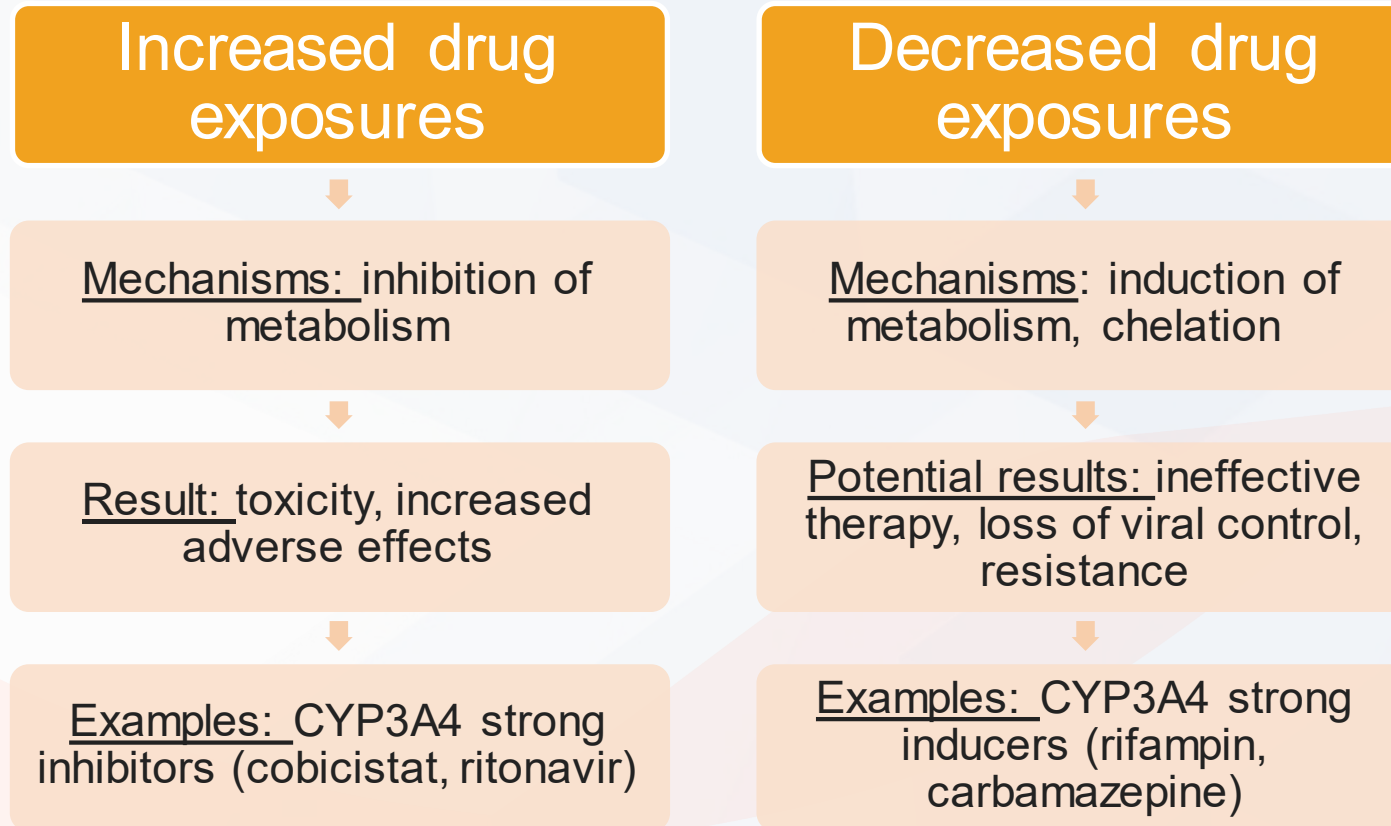 Increased drug
exposures
Mechanisms: inhibition of
metabolism
Result: toxicity, increased
adverse effects
Examples: CYP3A4 strong
inhibitors (cobicistat, ritonavir)
Decreased drug
exposures
Mechanisms: induction of
metabolism, chelation
Potential results: ineffective
therapy, loss of viral control,
resistance
Examples: CYP3A4 strong
inducers (rifampin,
carbamazepine)